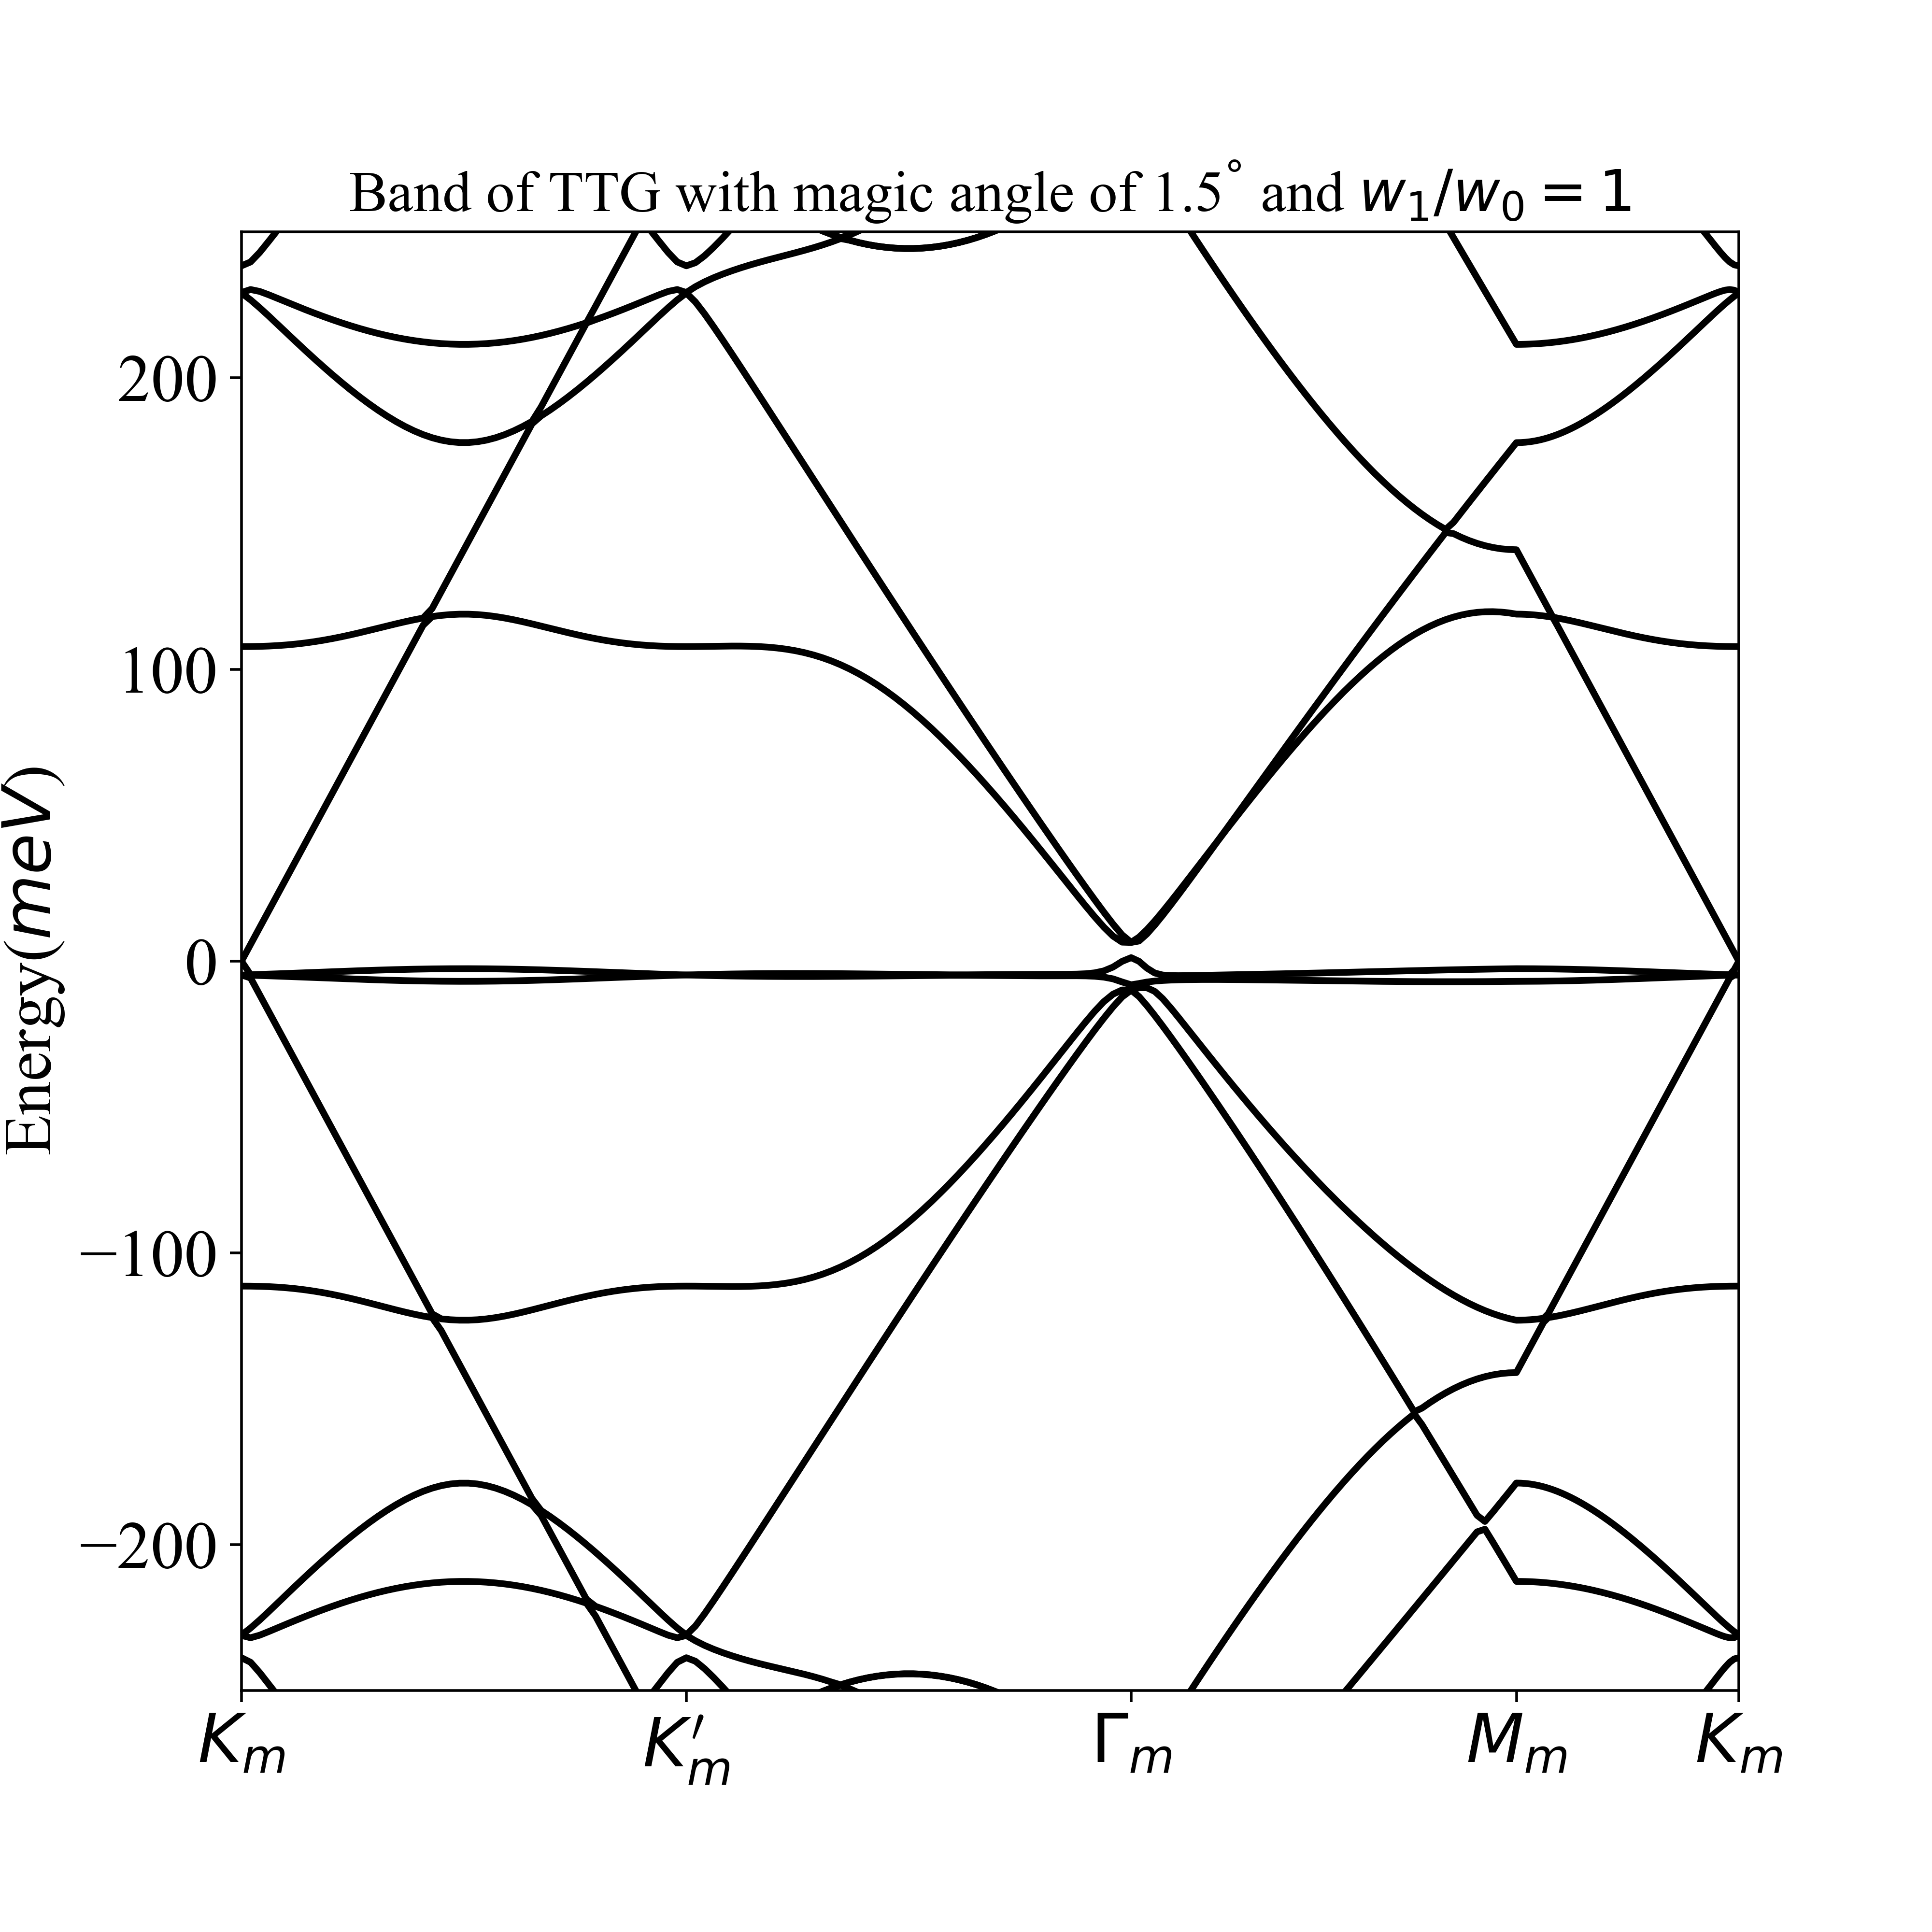 Band of TTG with magic angle of 1.5° and w₁/w₀ = 1
Energy(meV)
200
100
0
−100
−200
Kₘ K′ₘ Γₘ Mₘ Kₘ